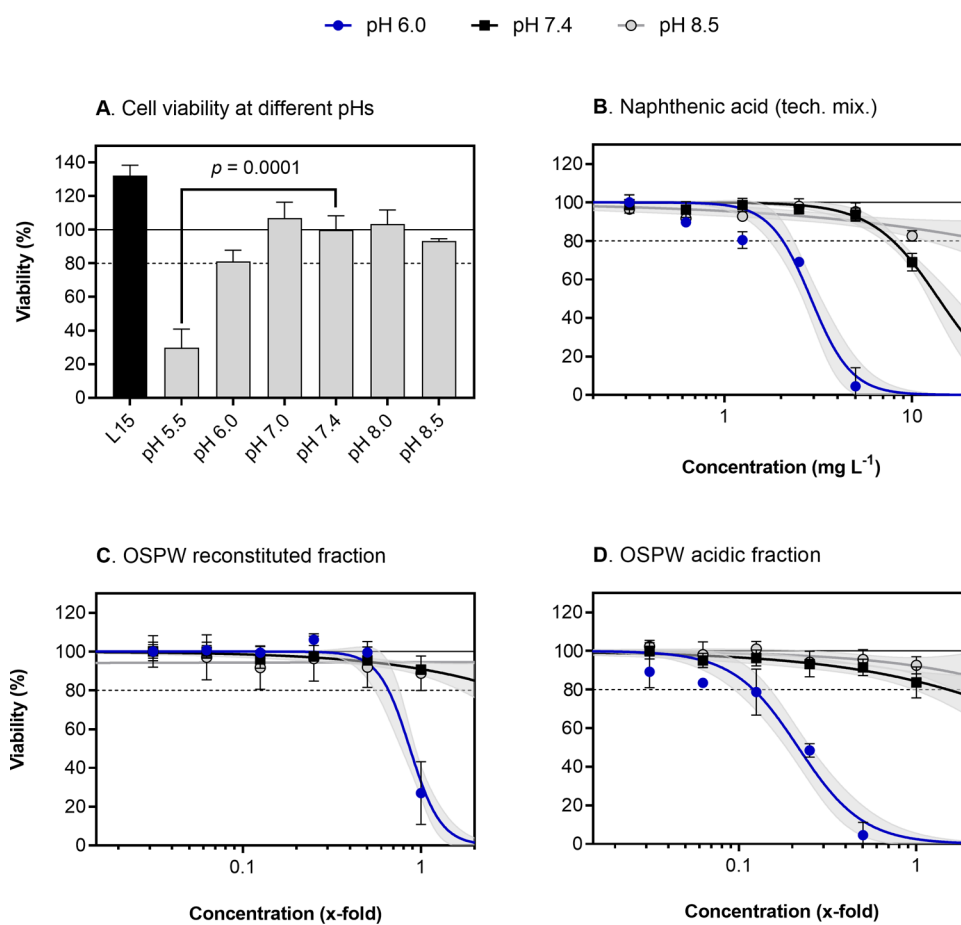 pH 6.0 pH 7.4 pH 8.5
A. Cell viability at different pHs
Viability (%)
140
120
100
80
60
40
20
0
p = 0.0001
L15 pH 5.5 pH 6.0 pH 7.0 pH 7.4 pH 8.0 pH 8.5
B. Naphthenic acid (tech. mix.)
120
100
80
60
40
20
0
1 10
Concentration (mg L⁻¹)
C. OSPW reconstituted fraction
Viability (%)
120
100
80
60
40
20
0
0.1 1
Concentration (x-fold)
D. OSPW acidic fraction
120
100
80
60
40
20
0
0.1 1
Concentration (x-fold)